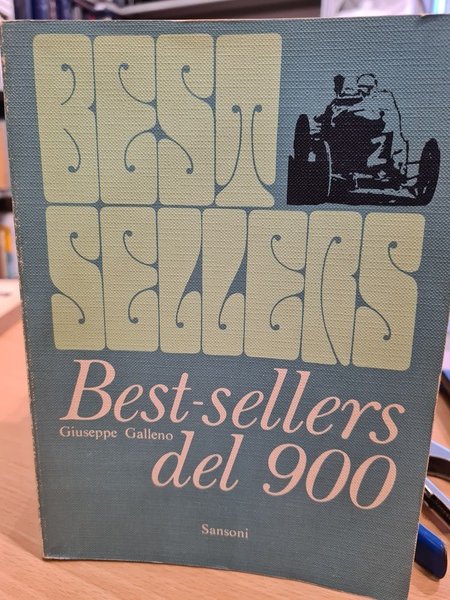 BEST
SELLERS
Best-sellers
Giuseppe Galleno
del 900
Sansoni